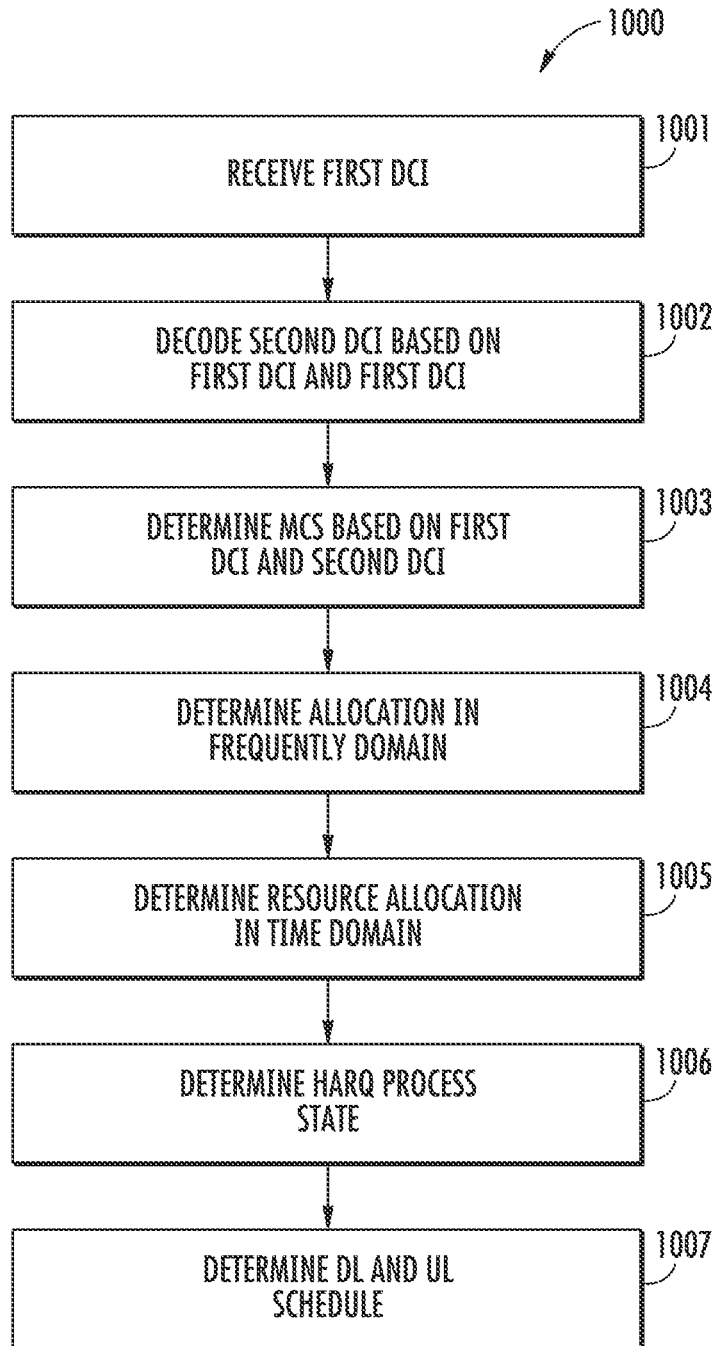 1000
RECEIVE FIRST DCI
1001
DECODE SECOND DCI BASED ON
FIRST DCI AND FIRST DCI
1002
DETERMINE MCS BASED ON FIRST
DCI AND SECOND DCI
1003
DETERMINE ALLOCATION IN
FREQUENTLY DOMAIN
1004
DETERMINE RESOURCE ALLOCATION
IN TIME DOMAIN
1005
DETERMINE HARQ PROCESS
STATE
1006
DETERMINE DL AND UL
SCHEDULE
1007